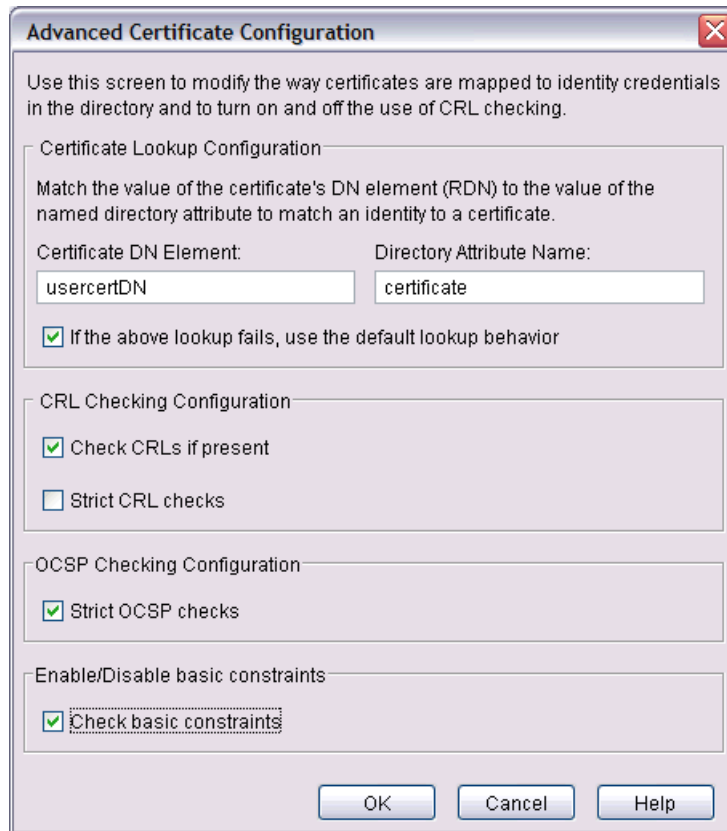 Advanced Certificate Configuration
Use this screen to modify the way certificates are mapped to identity credentials
in the directory and to turn on and off the use of CRL checking.
Certificate Lookup Configuration
Match the value of the certificate's DN element (RDN) to the value of the
named directory attribute to match an identity to a certificate.
Certificate DN Element: Directory Attribute Name:
usercertDN certificate
If the above lookup fails, use the default lookup behavior
CRL Checking Configuration
Check CRLs if present
Strict CRL checks
OCSP Checking Configuration
Strict OCSP checks
Enable/Disable basic constraints
Check basic constraints
OK Cancel Help